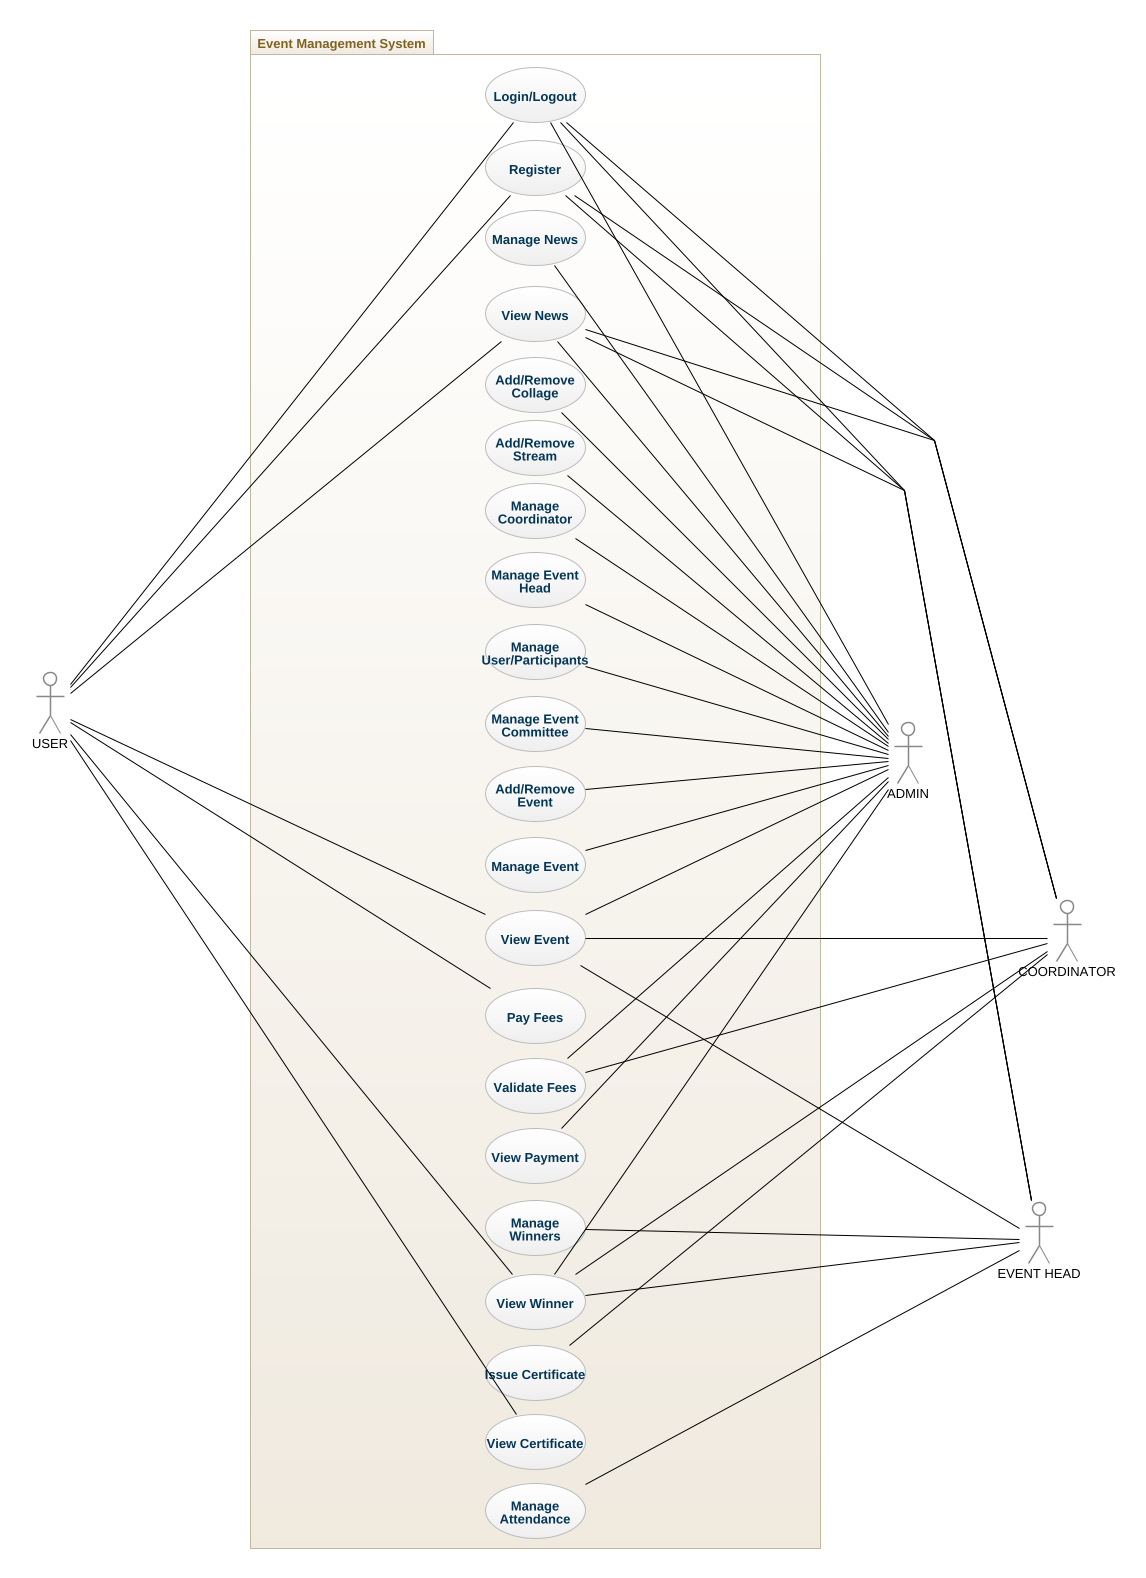 Event Management System
Login/Logout
Register
Manage News
View News
Add/Remove
Collage
Add/Remove
Stream
Manage
Coordinator
Manage Event
Head
Manage
User/Participants
USER
Manage Event
Committee
ADMIN
Add/Remove
Event
Manage Event
View Event
COORDINATOR
Pay Fees
Validate Fees
View Payment
Manage
Winners
EVENT HEAD
View Winner
Issue Certificate
View Certificate
Manage
Attendance